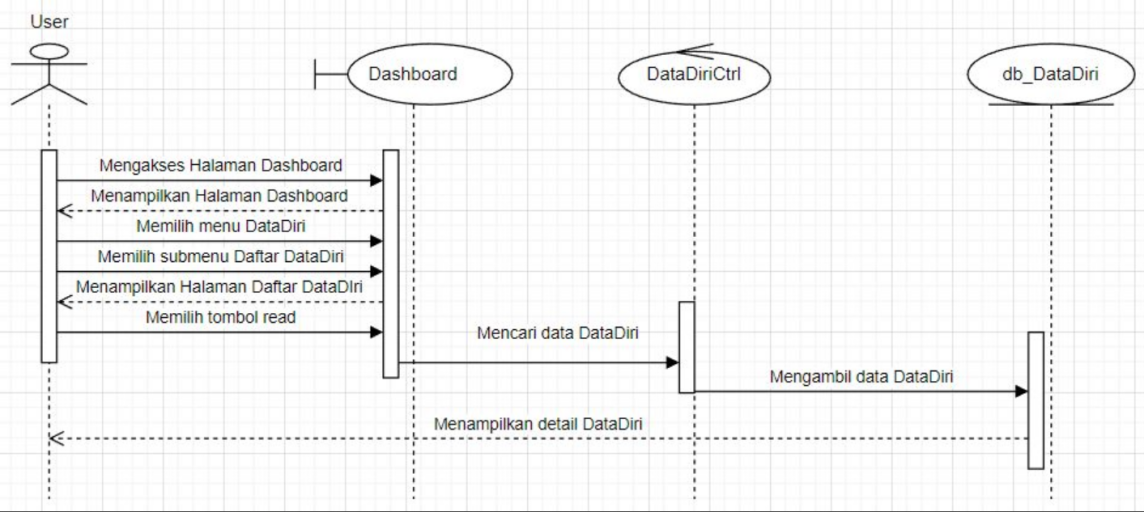 User
Dashboard
DataDiriCtrl
db_DataDiri
Mengakses Halaman Dashboard
Menampilkan Halaman Dashboard
Memilih menu DataDiri
Memilih submenu Daftar DataDiri
Menampilkan Halaman Daftar DataDIri
Memilih tombol read
Mencari data DataDiri
Mengambil data DataDiri
Menampilkan detail DataDiri